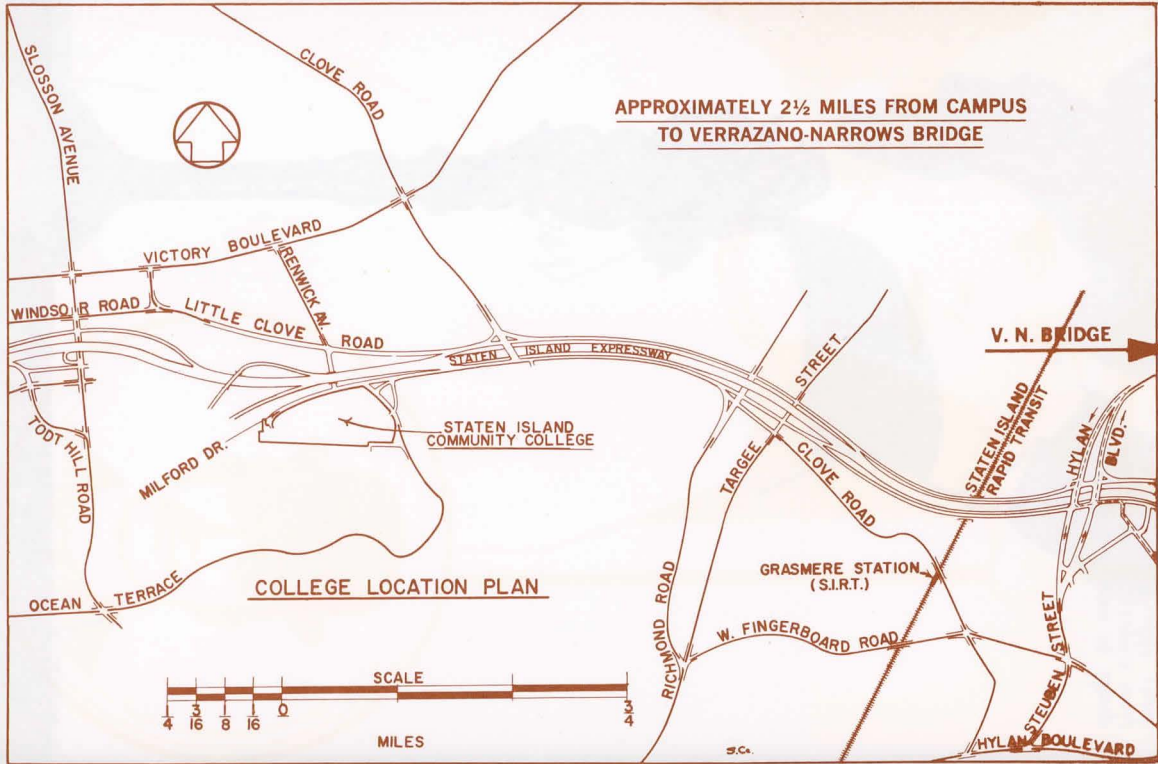 SLOSSON AVENUE
CLOVE ROAD
APPROXIMATELY 2½ MILES FROM CAMPUS
TO VERRAZANO-NARROWS BRIDGE
VICTORY BOULEVARD
RENWICK AV.
WINDSOR ROAD
LITTLE CLOVE ROAD
STATEN ISLAND EXPRESSWAY
V. N. BRIDGE
STREET
TARGEE
STATEN ISLAND
RAPID TRANSIT
HYLAN
BLVD.
TODT HILL ROAD
MILFORD DR.
STATEN ISLAND
COMMUNITY COLLEGE
CLOVE ROAD
GRASMERE STATION
(S.I.R.T.)
OCEAN TERRACE
COLLEGE LOCATION PLAN
RICHMOND ROAD
W. FINGERBOARD ROAD
STEUBEN STREET
SCALE
1/4 3/16 1/8 1/16 0 3/4
MILES
S.Co.
HYLAN BOULEVARD